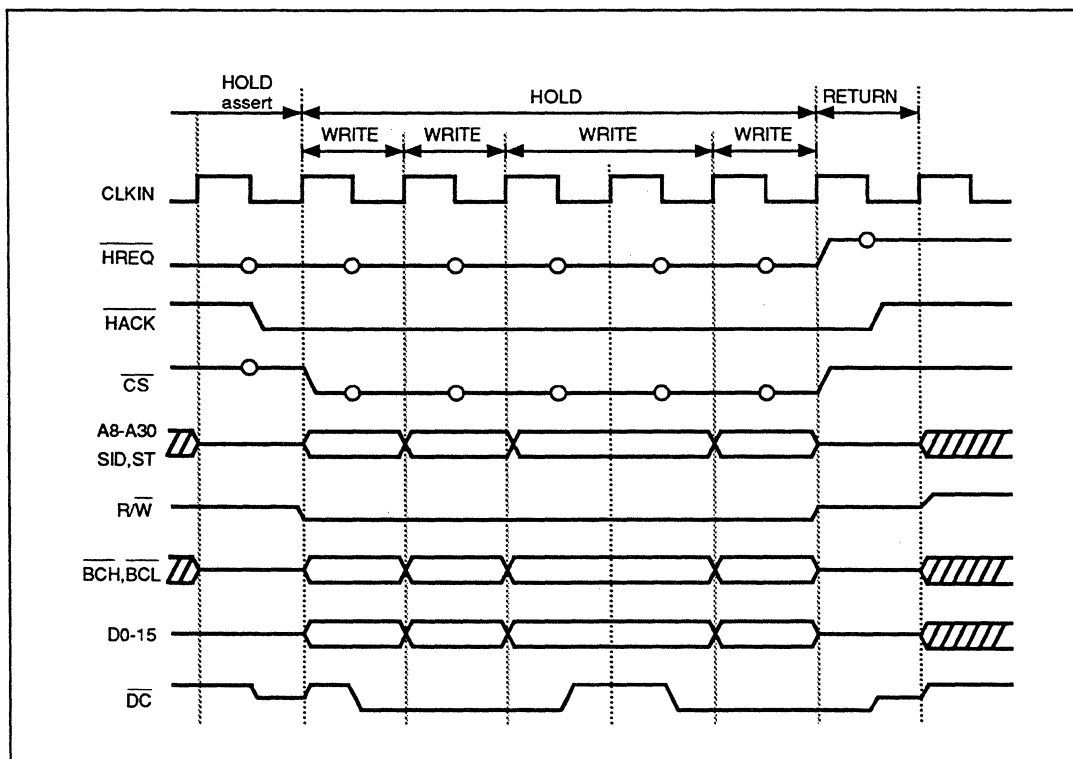 HOLD
assert
HOLD
RETURN
WRITE WRITE WRITE WRITE
CLKIN
HREQ
HACK
CS
A8-A30
SID,ST
R/W
BCH,BCL
D0-15
DC